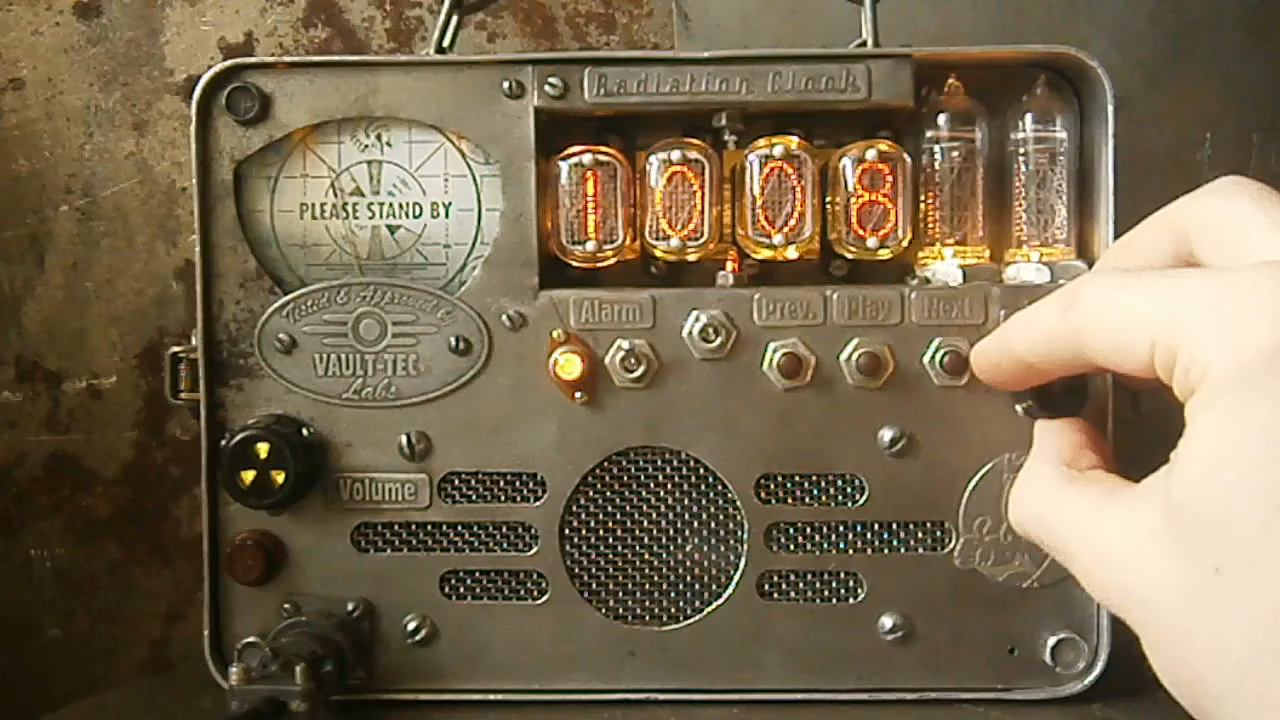 Radiation Clock
PLEASE STAND BY
1008
Alarm
Prev.
Play
Next
Tested & Approved by
VAULT-TEC
Labs
Volume